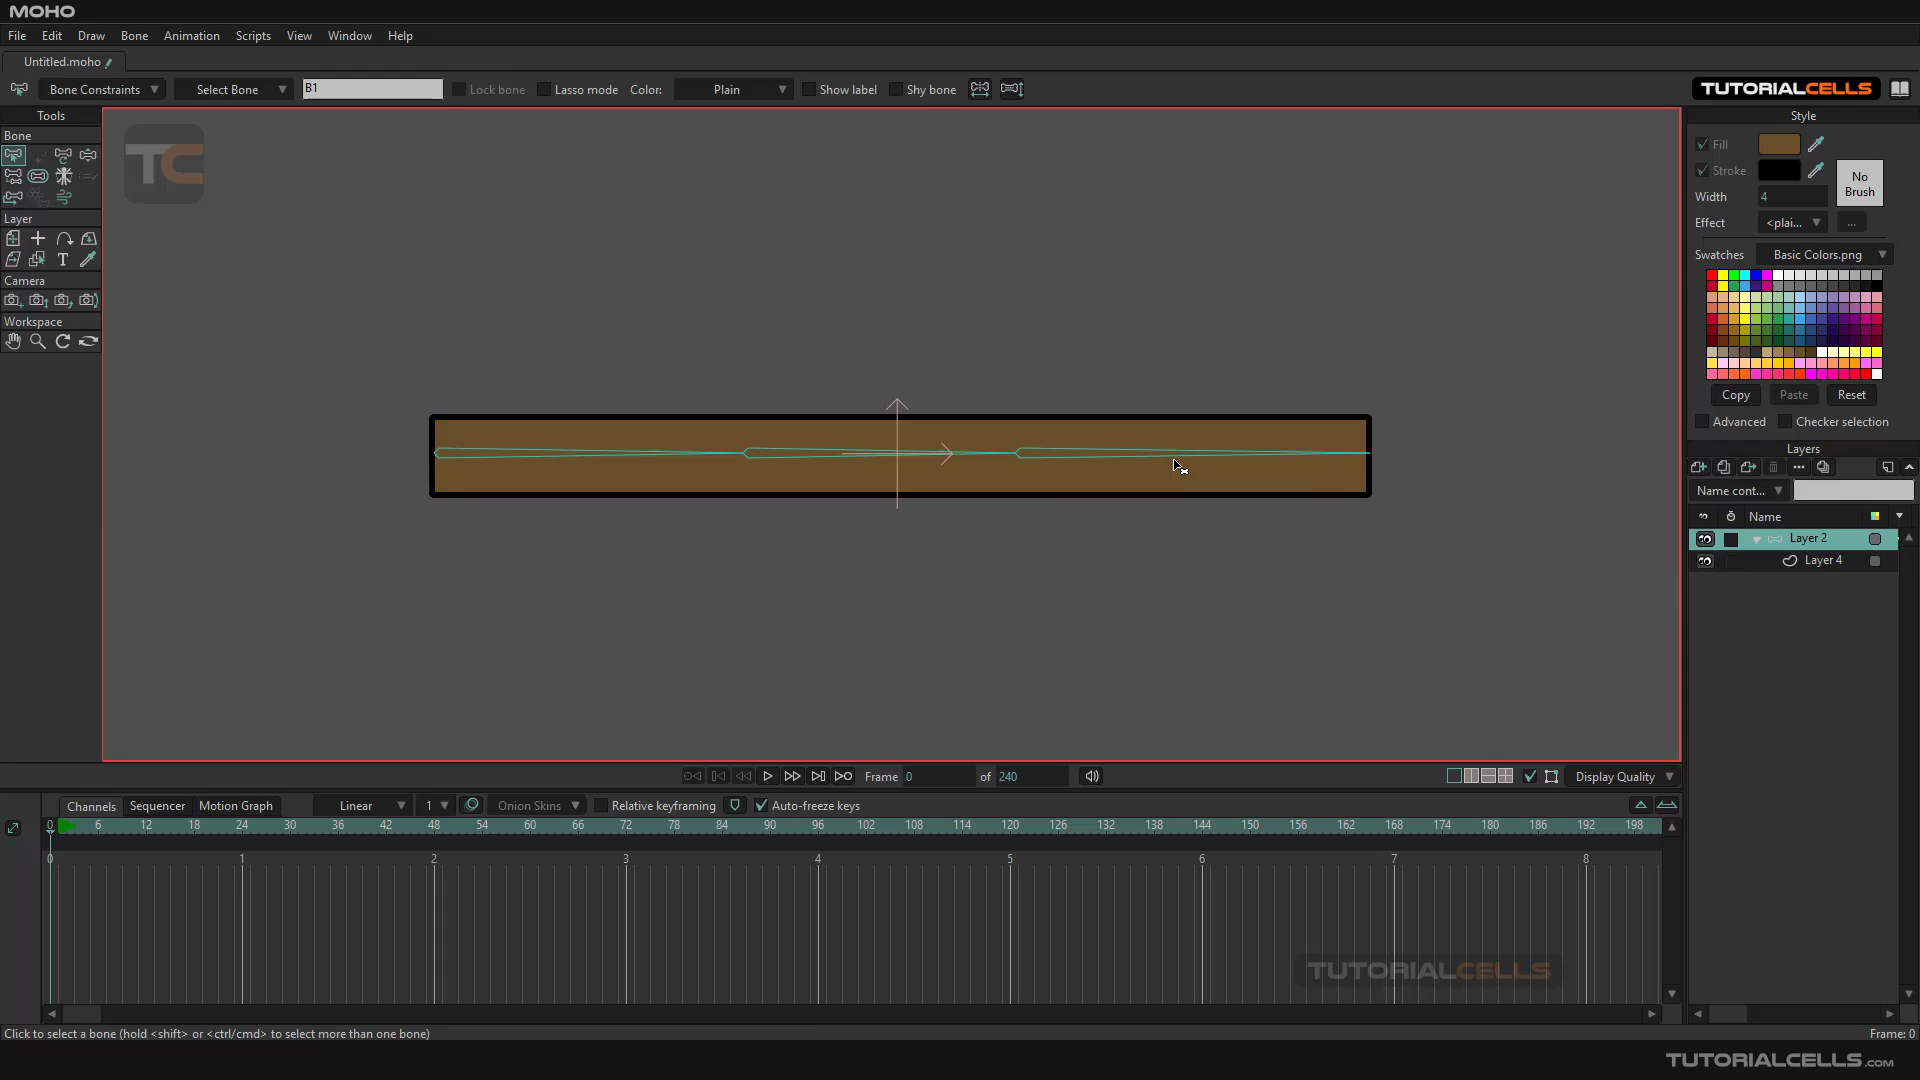 MOHO
File Edit Draw Bone Animation Scripts View Window Help
Untitled.moho
Bone Constraints Select Bone B1 Lock bone Lasso mode Color: Plain Show label Shy bone TUTORIALCELLS
Tools
Style
Bone
TC
Fill
Stroke
No
Brush
Width 4
Layer
Effect <plai... ...
T
Swatches Basic Colors.png
Camera
Workspace
Copy Paste Reset
Advanced Checker selection
Layers
Name cont...
Name
Layer 2
Layer 4
Frame 0 of 240 Display Quality
Channels Sequencer Motion Graph Linear 1 Onion Skins Relative keyframing Auto-freeze keys
0 6 12 18 24 30 36 42 48 54 60 66 72 78 84 90 96 102 108 114 120 126 132 138 144 150 156 162 168 174 180 186 192 198
0 1 2 3 4 5 6 7 8
TUTORIALCELLS
Click to select a bone (hold <shift> or <ctrl/cmd> to select more than one bone) Frame: 0
TUTORIALCELLS.COM